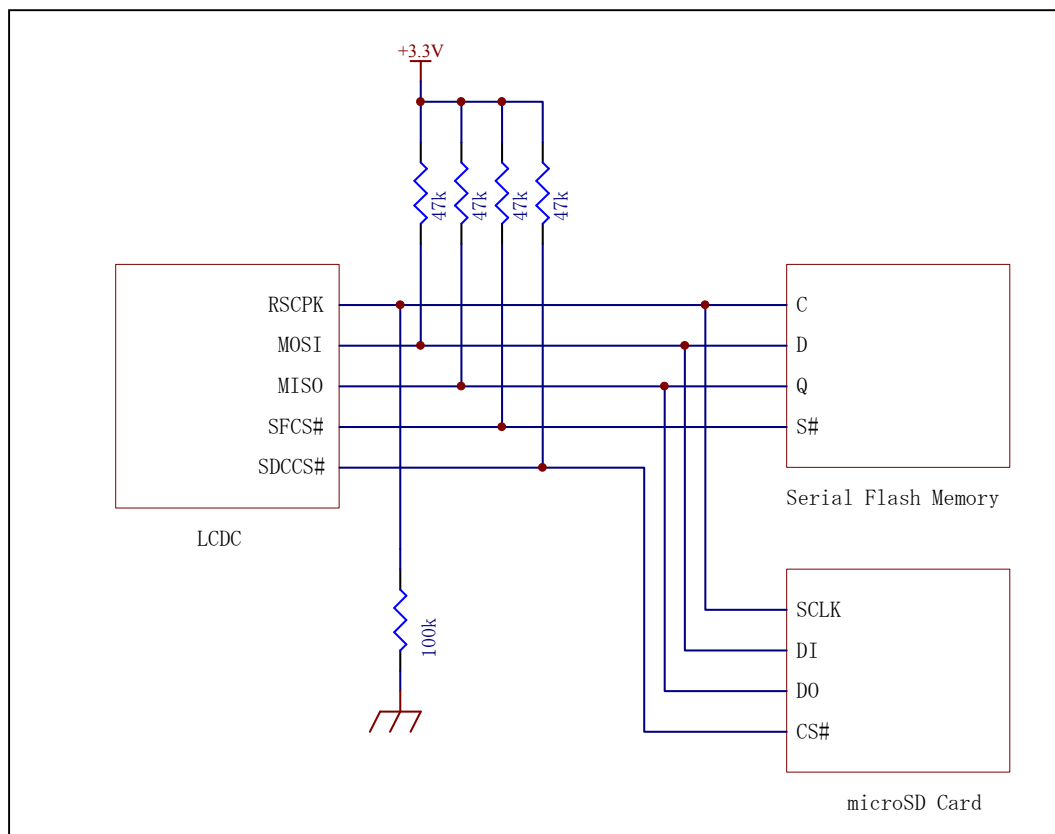 +3.3V
47k
47k
47k
47k
RSCPK
MOSI
MISO
SFCS#
SDCCS#
LCDC
C
D
Q
S#
Serial Flash Memory
100k
SCLK
DI
DO
CS#
microSD Card